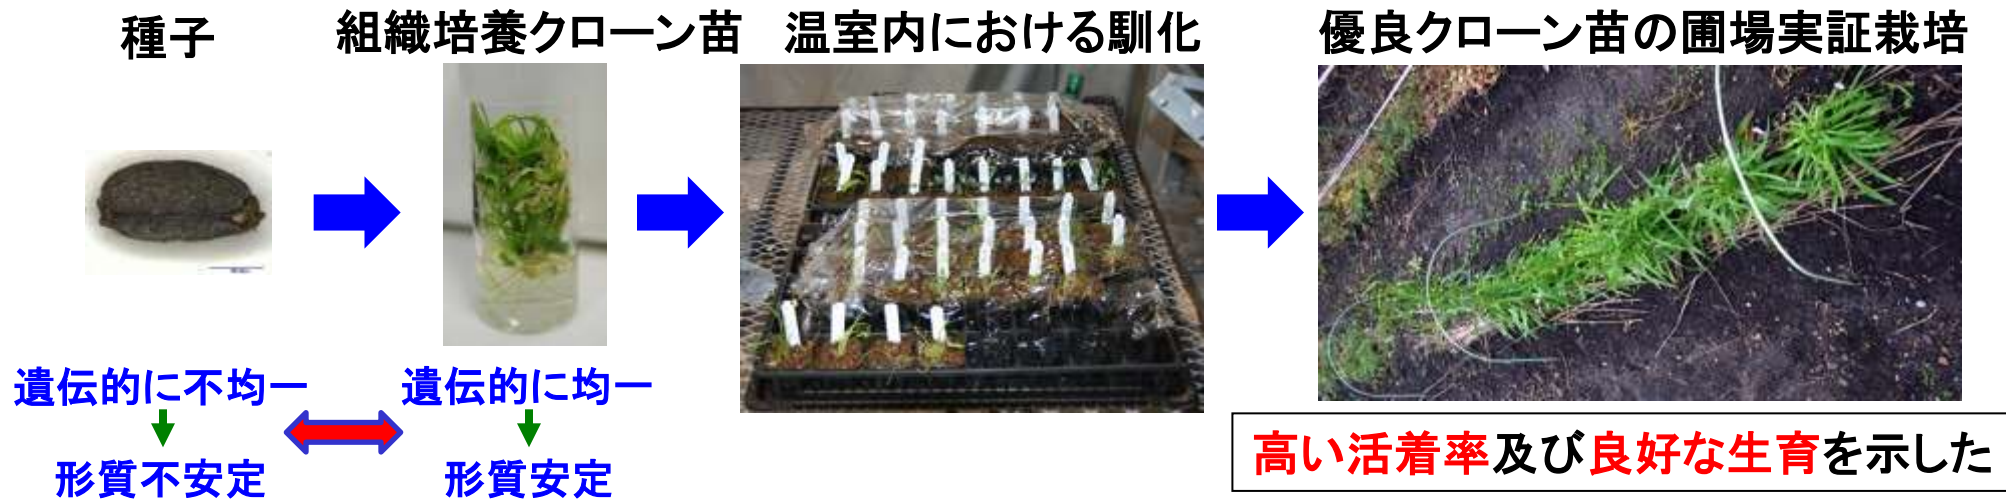 種子
組織培養クローン苗
温室内における馴化
優良クローン苗の圃場実証栽培
遺伝的に不均一
形質不安定
遺伝的に均一
形質安定
高い活着率及び良好な生育を示した